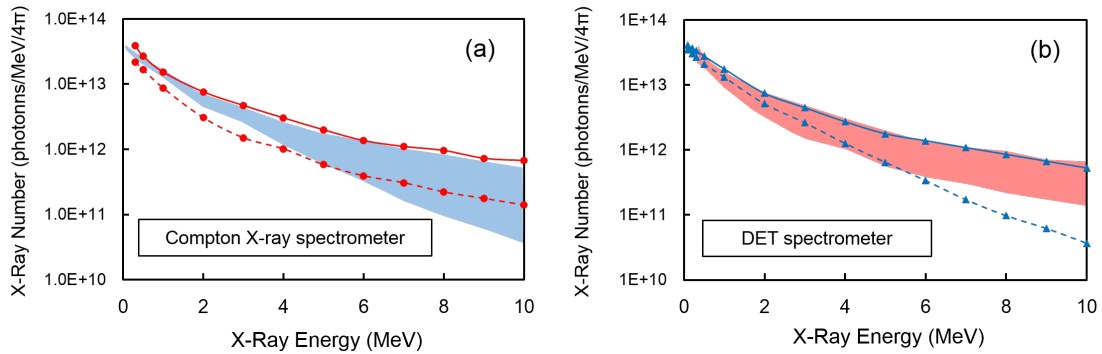 X-Ray Number (photonns/MeV/4π)
1.0E+14
1.0E+13
1.0E+12
1.0E+11
1.0E+10
(a)
Compton X-ray spectrometer
0 2 4 6 8 10
X-Ray Energy (MeV)
X-Ray Number (photonns/MeV/4π)
1E+14
1E+13
1E+12
1E+11
1E+10
(b)
DET spectrometer
0 2 4 6 8 10
X-Ray Energy (MeV)